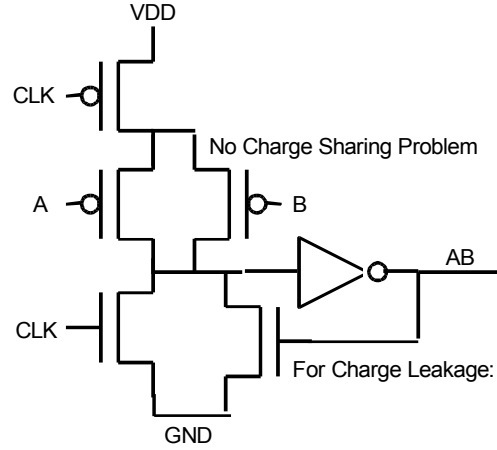 VDD
CLK
No Charge Sharing Problem
A
B
AB
CLK
For Charge Leakage:
GND